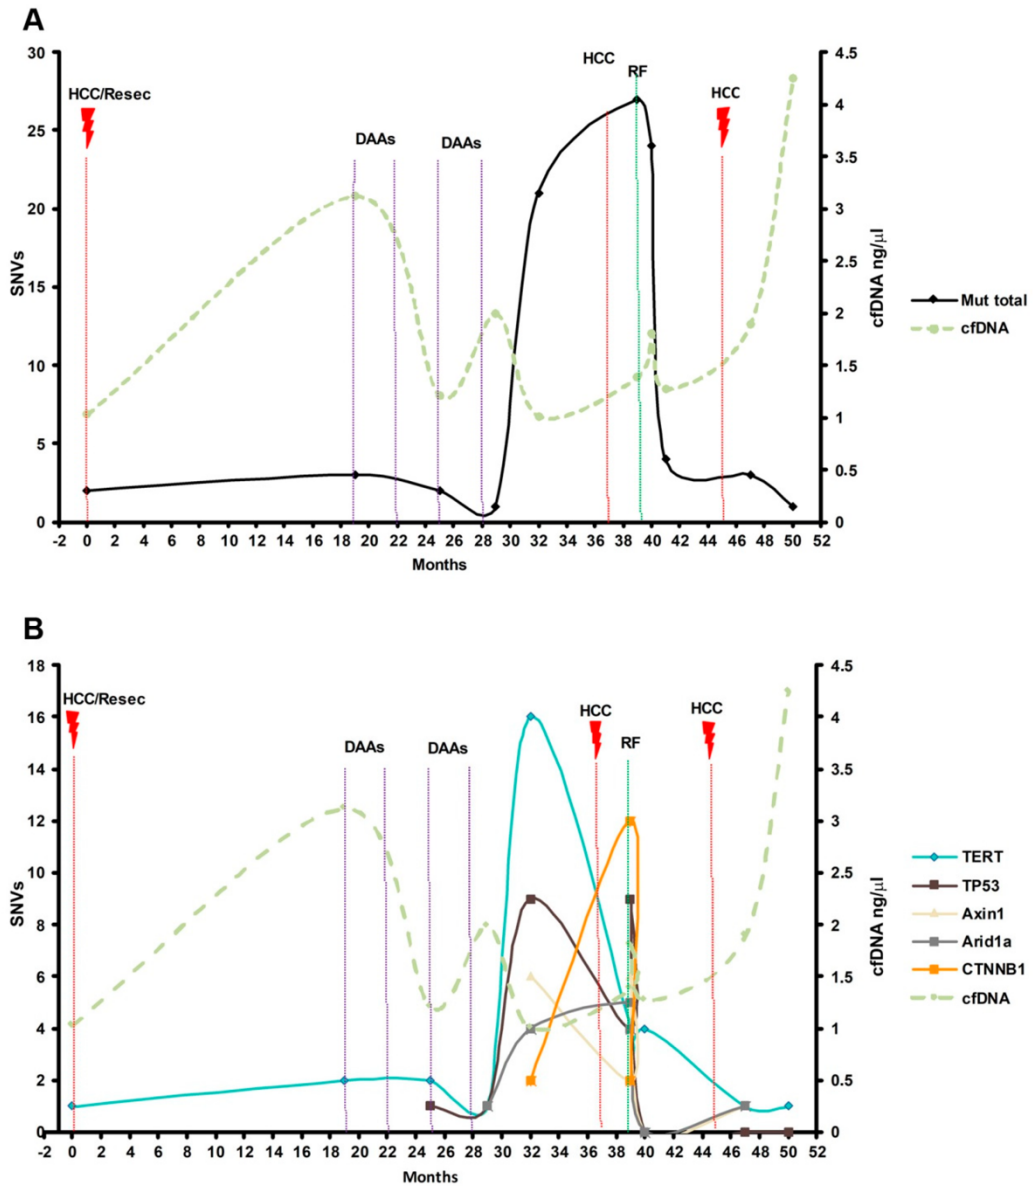 A
30
25
20
15
10
5
0
SNVs
4.5
4
3.5
3
2.5
2
1.5
1
0.5
0
cfDNA ng/µl
HCC/Resec
DAAs
DAAs
HCC
RF
HCC
Mut total
cfDNA
-2 0 2 4 6 8 10 12 14 16 18 20 22 24 26 28 30 32 34 36 38 40 42 44 46 48 50 52
Months
B
18
16
14
12
10
8
6
4
2
0
SNVs
4.5
4
3.5
3
2.5
2
1.5
1
0.5
0
cfDNA ng/µl
HCC/Resec
DAAs
DAAs
HCC
RF
HCC
TERT
TP53
Axin1
Arid1a
CTNNB1
cfDNA
-2 0 2 4 6 8 10 12 14 16 18 20 22 24 26 28 30 32 34 36 38 40 42 44 46 48 50 52
Months